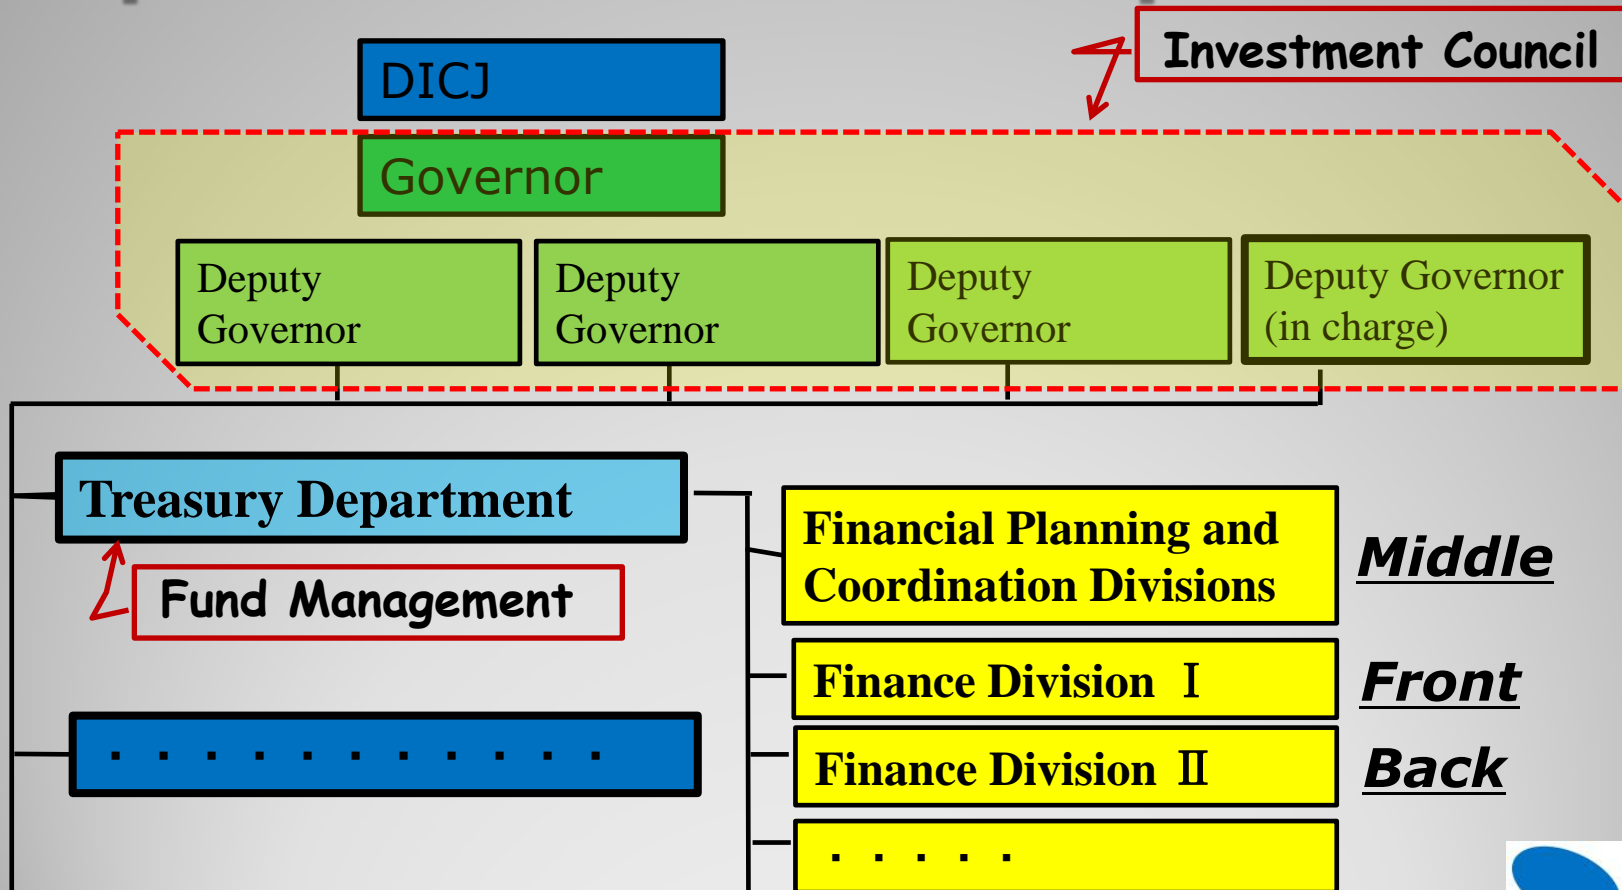 Investment Council
DICJ
Governor
Deputy
Governor
Deputy
Governor
Deputy
Governor
Deputy Governor
(in charge)
Treasury Department
Fund Management
Financial Planning and
Coordination Divisions
Middle
Finance Division Ⅰ
Front
・・・・・・・・・・・
Finance Division Ⅱ
Back
・・・・・